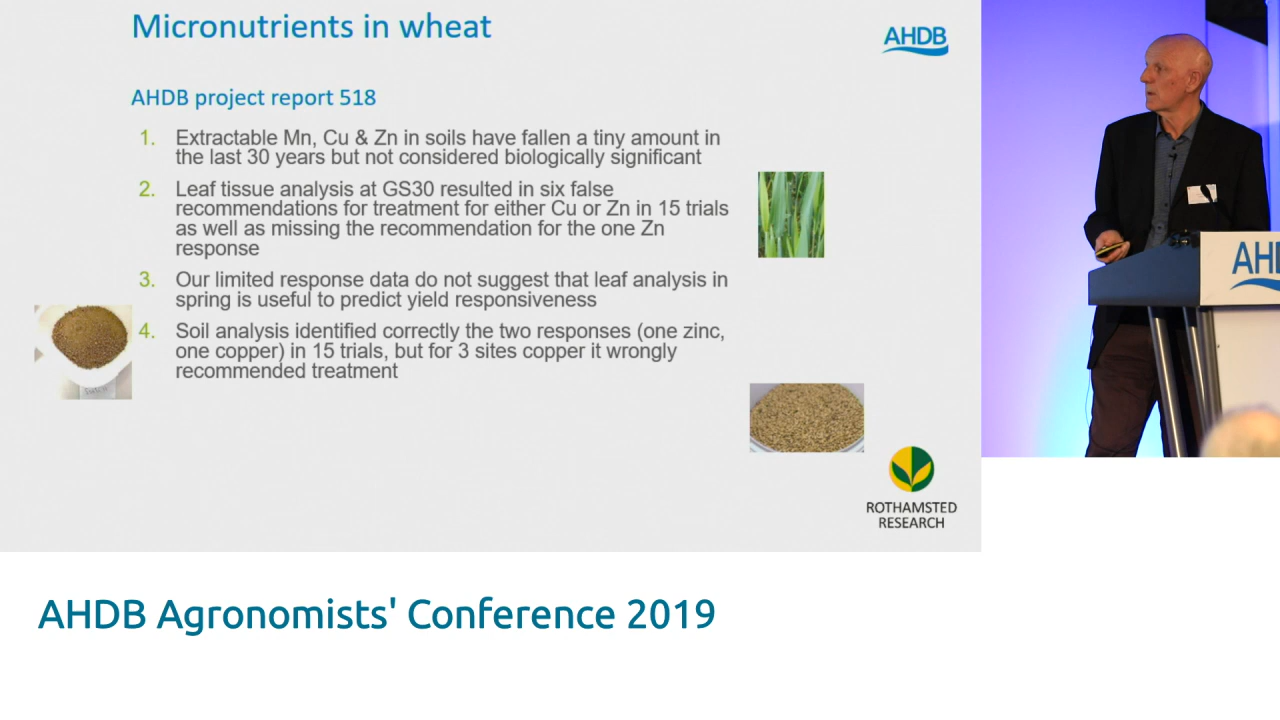 Micronutrients in wheat
AHDB
AHDB project report 518
1. Extractable Mn, Cu & Zn in soils have fallen a tiny amount in
the last 30 years but not considered biologically significant
2. Leaf tissue analysis at GS30 resulted in six false
recommendations for treatment for either Cu or Zn in 15 trials
as well as missing the recommendation for the one Zn
response
3. Our limited response data do not suggest that leaf analysis in
spring is useful to predict yield responsiveness
4. Soil analysis identified correctly the two responses (one zinc,
one copper) in 15 trials, but for 3 sites copper it wrongly
recommended treatment
ROTHAMSTED
RESEARCH
AHDB Agronomists' Conference 2019